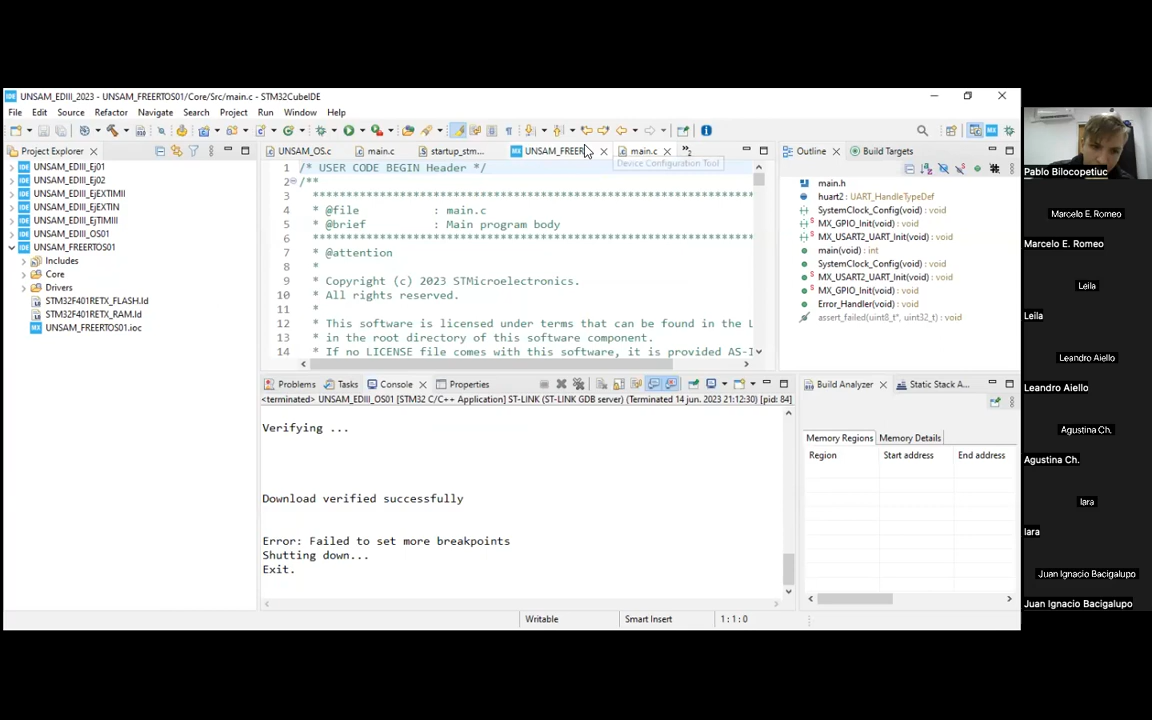 UNSAM_EDIII_2023 - UNSAM_FREERTOS01/Core/Src/main.c - STM32CubeIDE
File Edit Source Refactor Navigate Search Project Run Window Help
Project Explorer
UNSAM_EDIII_Ej01
UNSAM_EDIII_Ej02
UNSAM_EDIII_EjEXTIMII
UNSAM_EDIII_EjEXTIN
UNSAM_EDIII_EjTIMIII
UNSAM_EDIII_OS01
UNSAM_FREERTOS01
Includes
Core
Drivers
STM32F401RETX_FLASH.ld
STM32F401RETX_RAM.ld
UNSAM_FREERTOS01.ioc
UNSAM_OS.c main.c startup_stm... UNSAM_FREER main.c 2
Device Configuration Tool
1 /* USER CODE BEGIN Header */
2 /**
3 ******************************************************************************
4 * @file : main.c
5 * @brief : Main program body
6 ******************************************************************************
7 * @attention
8 *
9 * Copyright (c) 2023 STMicroelectronics.
10 * All rights reserved.
11 *
12 * This software is licensed under terms that can be found in the L
13 * in the root directory of this software component.
14 * If no LICENSE file comes with this software, it is provided AS-I
Outline Build Targets
main.h
huart2 : UART_HandleTypeDef
SystemClock_Config(void) : void
MX_GPIO_Init(void) : void
MX_USART2_UART_Init(void) : void
main(void) : int
SystemClock_Config(void) : void
MX_USART2_UART_Init(void) : void
MX_GPIO_Init(void) : void
Error_Handler(void) : void
assert_failed(uint8_t*, uint32_t) : void
Problems Tasks Console Properties
<terminated> UNSAM_EDIII_OS01 [STM32 C/C++ Application] ST-LINK (ST-LINK GDB server) (Terminated 14 jun. 2023 21:12:30) [pid: 84]
Verifying ...
Download verified successfully
Error: Failed to set more breakpoints
Shutting down...
Exit.
Build Analyzer Static Stack A...
Memory Regions Memory Details
Region Start address End address
Writable Smart Insert 1:1:0
Pablo Bilocopetiuc
Marcelo E. Romeo
Marcelo E. Romeo
Leila
Leila
Leandro Aiello
Leandro Aiello
Agustina Ch.
Agustina Ch.
Iara
Iara
Juan Ignacio Bacigalupo
Juan Ignacio Bacigalupo